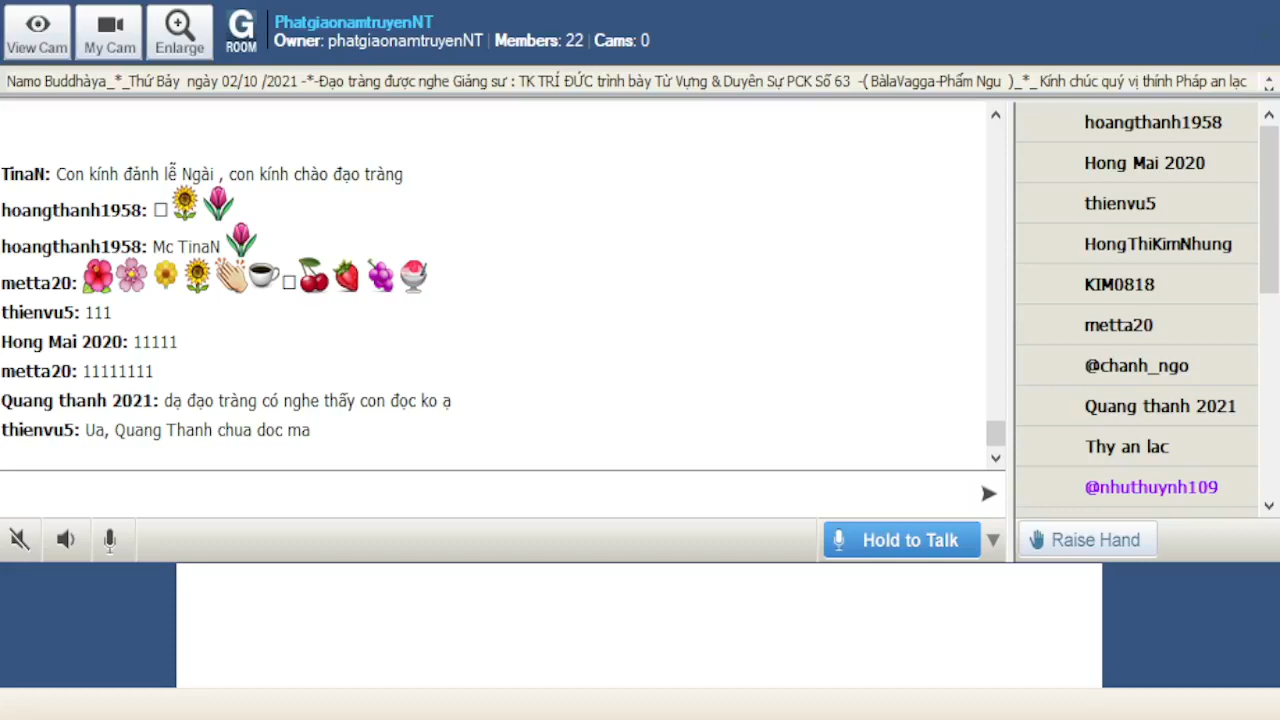 View Cam
My Cam
Enlarge
G
ROOM
PhatgiaonamtruyenNT
Owner: phatgiaonamtruyenNT | Members: 22 | Cams: 0
Namo Buddhàya_*_Thứ Bảy ngày 02/10 /2021 -*-Đạo tràng được nghe Giảng sư : TK TRÍ ĐỨC trình bày Từ Vựng & Duyên Sự PCK Số 63 -( BàlaVagga-Phẩm Ngu )_*_ Kính chúc quý vị thính Pháp an lạc
TinaN: Con kính đảnh lễ Ngài , con kính chào đạo tràng
hoangthanh1958:
hoangthanh1958: Mc TinaN
metta20:
thienvu5: 111
Hong Mai 2020: 11111
metta20: 11111111
Quang thanh 2021: dạ đạo tràng có nghe thấy con đọc ko ạ
thienvu5: Ua, Quang Thanh chua doc ma
hoangthanh1958
Hong Mai 2020
thienvu5
HongThiKimNhung
KIM0818
metta20
@chanh_ngo
Quang thanh 2021
Thy an lac
@nhuthuynh109
Hold to Talk
Raise Hand